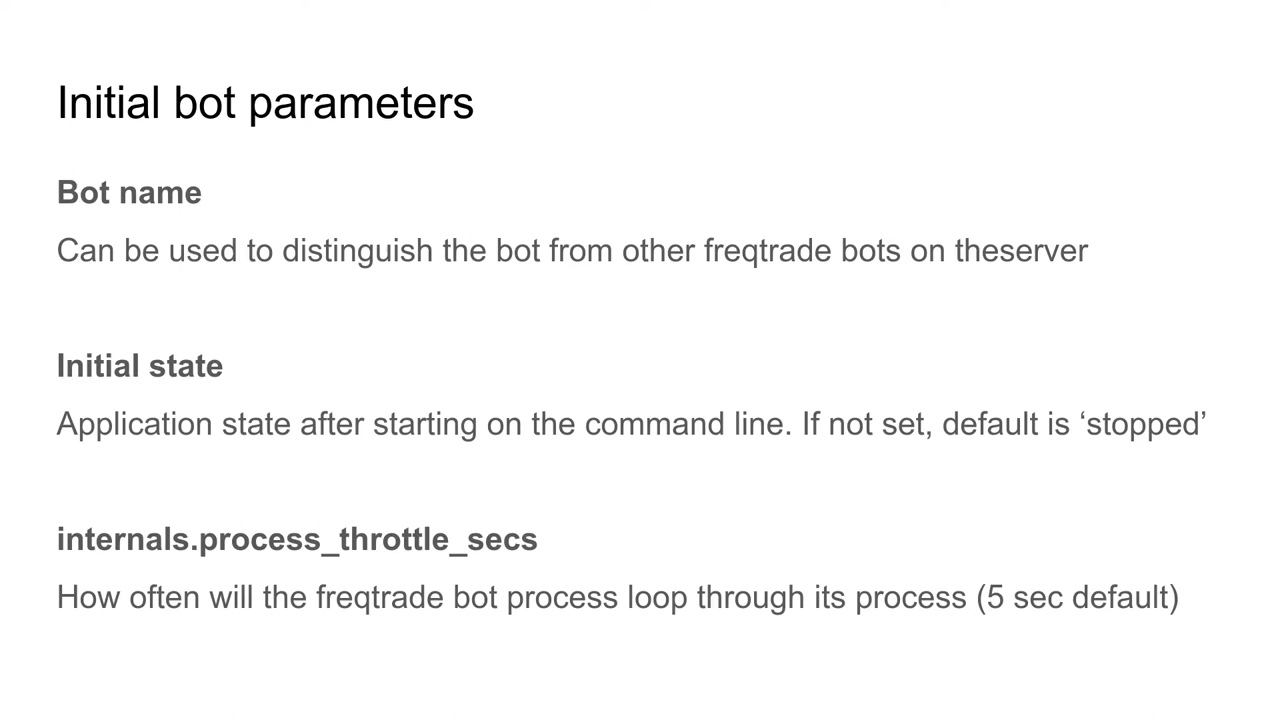 Initial bot parameters
Bot name
Can be used to distinguish the bot from other freqtrade bots on theserver
Initial state
Application state after starting on the command line. If not set, default is ‘stopped’
internals.process_throttle_secs
How often will the freqtrade bot process loop through its process (5 sec default)